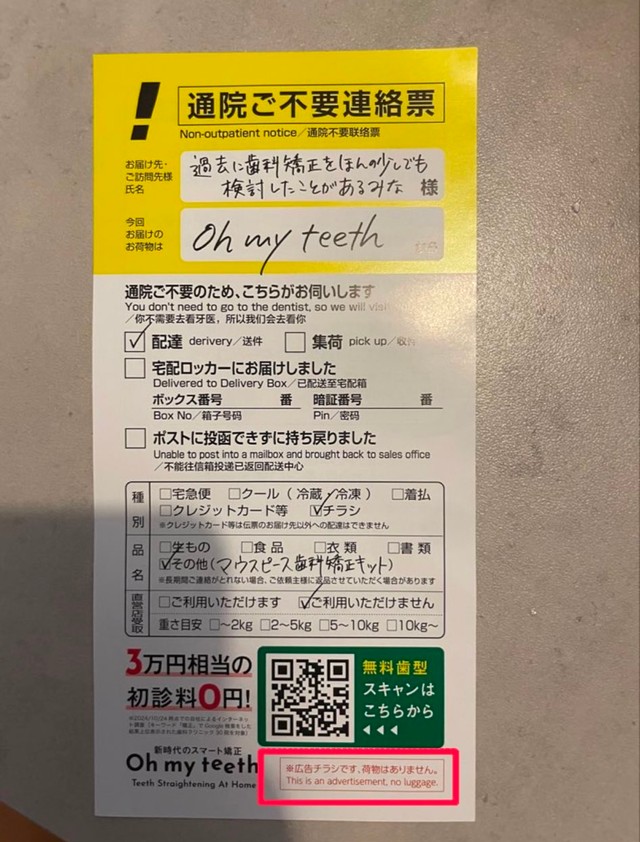 通院ご不要連絡票
Non-outpatient notice／通院不要联络票
お届け先・
ご訪問先様
氏名
過去に歯科矯正をほんの少しでも
検討したことがあるみな 様
今回
お届けの
お荷物は
Oh my teeth
通院ご不要のため、こちらがお伺いします
You don't need to go to the dentist, so we will visit
／你不需要去看牙医，所以我们会去看你
配達 derivery／送件 集荷 pick up／收件
宅配ロッカーにお届けしました
Delivered to Delivery Box／已配送至宅配箱
ボックス番号 番 暗証番号 番
Box No／箱子号码 Pin／密码
ポストに投函できずに持ち戻りました
Unable to post into a mailbox and brought back to sales office
／不能往信箱投递已返回配送中心
種別
□宅急便 □クール（冷蔵・冷凍） □着払
□クレジットカード等 ☑チラシ
※クレジットカード等は伝票のお届け先以外への配達はできません
品名
□生もの □食品 □衣類 □書類
☑その他(マウスピース歯科矯正キット)
※長期間ご連絡がとれない場合、ご依頼主様に返品させていただく場合があります
直営店受取
□ご利用いただけます ☑ご利用いただけません
重さ目安 □～2kg □2～5kg □5～10kg □10kg～
3万円相当の
初診料0円!
無料歯型
スキャンは
こちらから
新時代のスマート矯正
Oh my teeth
Teeth Straightening At Home
※広告チラシです、荷物はありません。
This is an advertisement, no luggage.